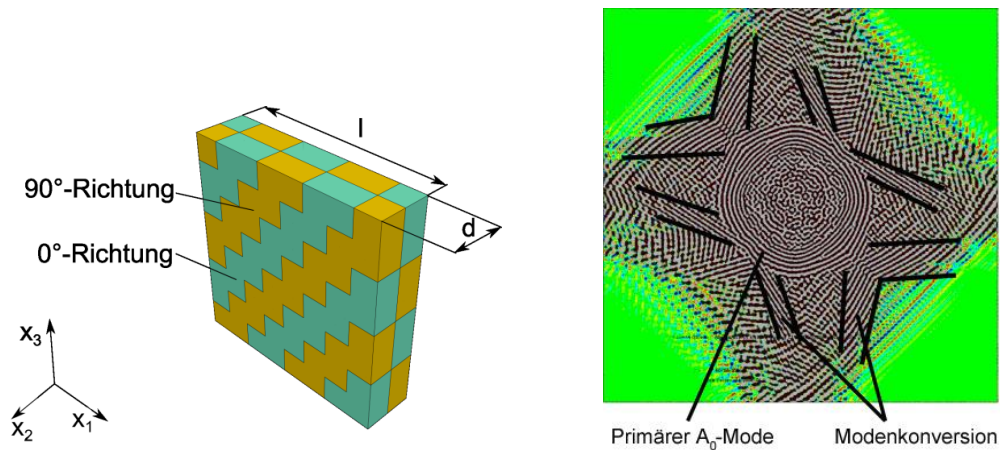 l
90°-Richtung
d
0°-Richtung
x3
x2
x1
Primärer A0-Mode
Modenkonversion